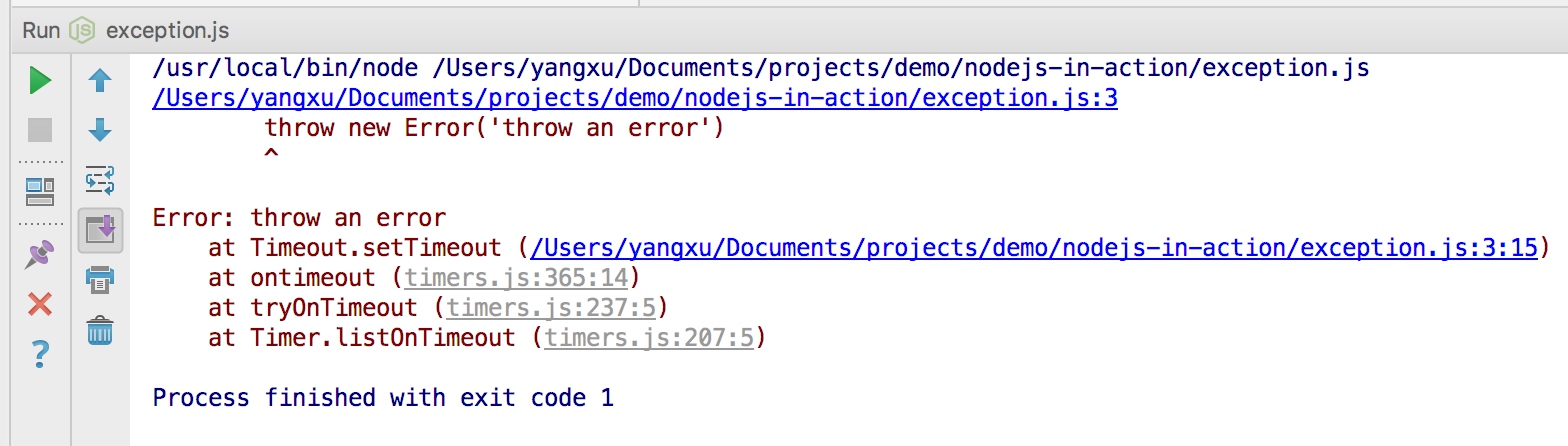 Run JS exception.js
/usr/local/bin/node /Users/yangxu/Documents/projects/demo/nodejs-in-action/exception.js
/Users/yangxu/Documents/projects/demo/nodejs-in-action/exception.js:3
        throw new Error('throw an error')
        ^
Error: throw an error
    at Timeout.setTimeout (/Users/yangxu/Documents/projects/demo/nodejs-in-action/exception.js:3:15)
    at ontimeout (timers.js:365:14)
    at tryOnTimeout (timers.js:237:5)
    at Timer.listOnTimeout (timers.js:207:5)
Process finished with exit code 1